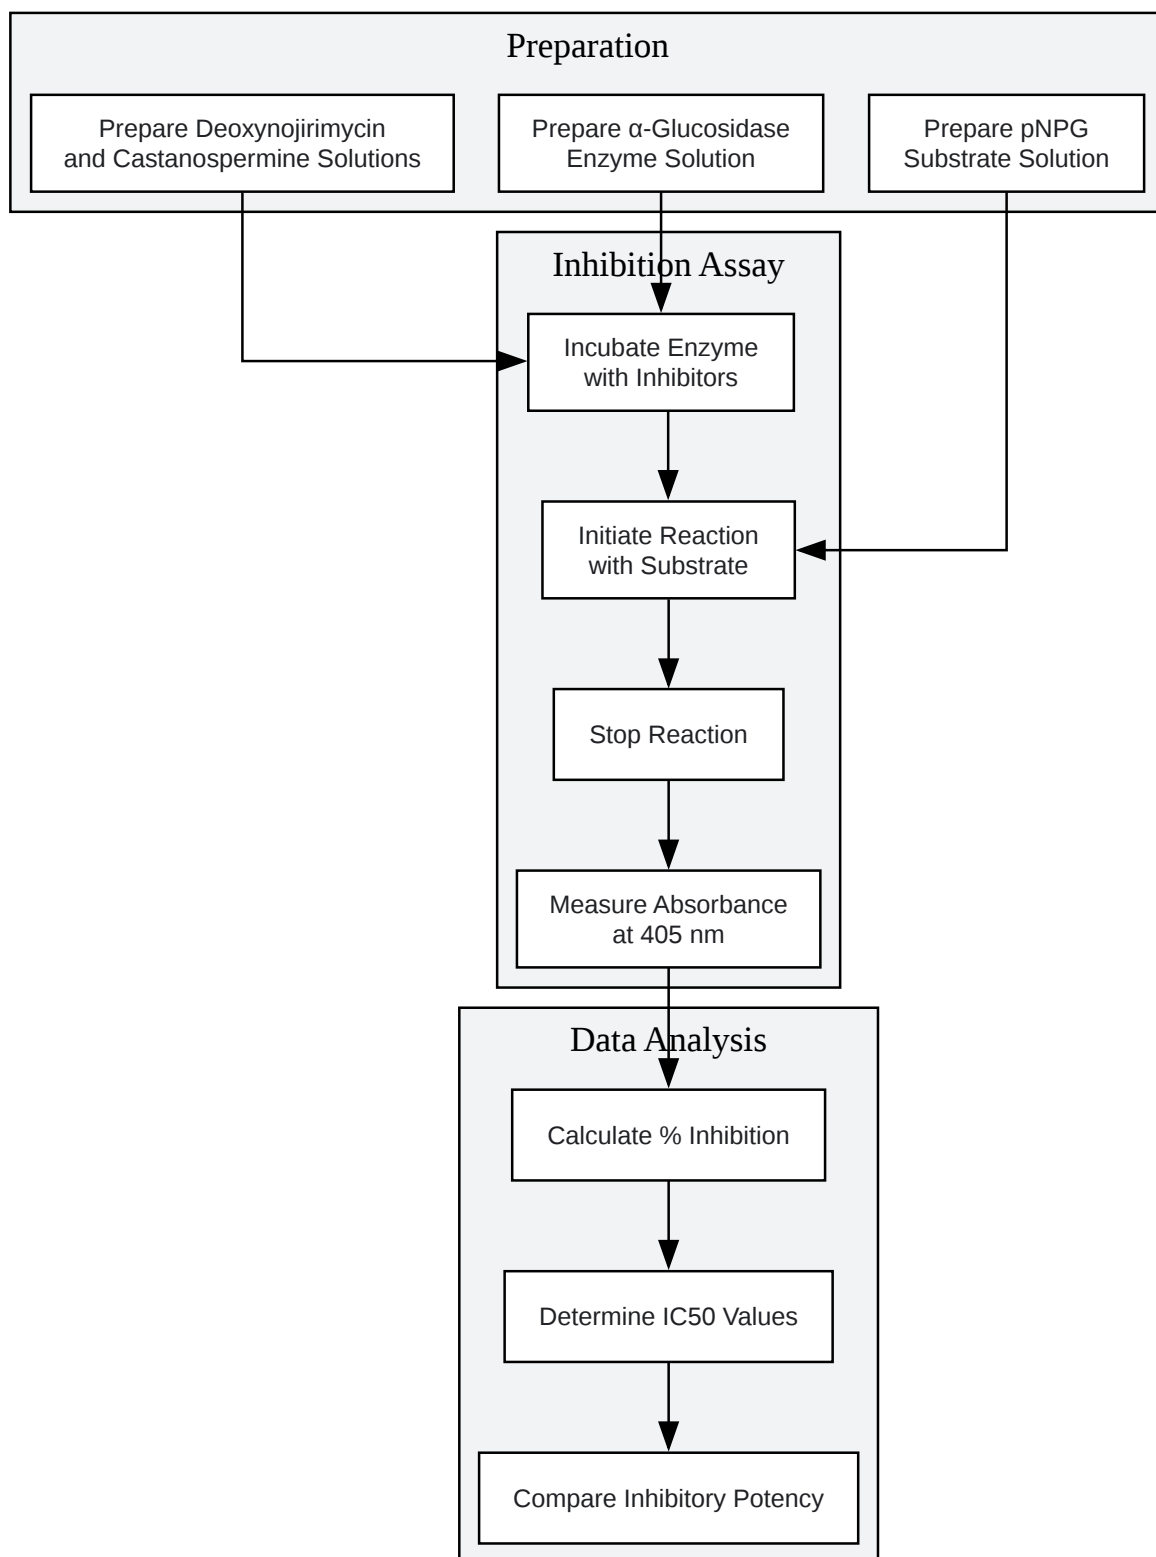 Preparation
Prepare Deoxynojirimycin
and Castanospermine Solutions
Prepare α-Glucosidase
Enzyme Solution
Prepare pNPG
Substrate Solution
Inhibition Assay
Incubate Enzyme
with Inhibitors
Initiate Reaction
with Substrate
Stop Reaction
Measure Absorbance
at 405 nm
Data Analysis
Calculate % Inhibition
Determine IC50 Values
Compare Inhibitory Potency